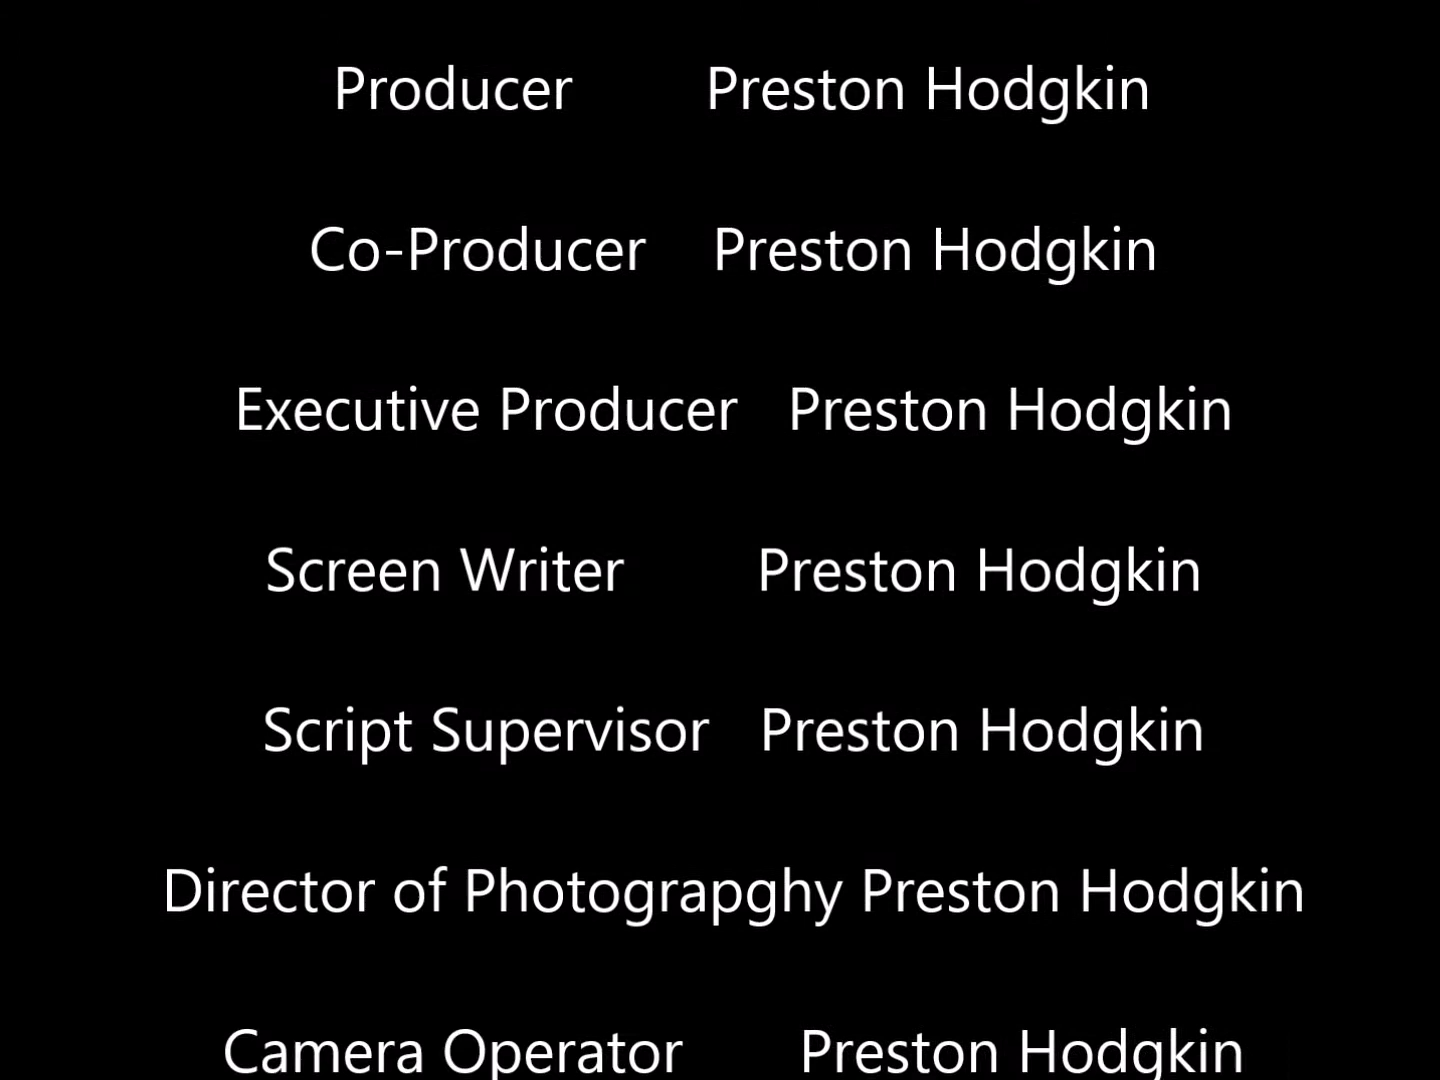 Producer Preston Hodgkin
Co-Producer Preston Hodgkin
Executive Producer Preston Hodgkin
Screen Writer Preston Hodgkin
Script Supervisor Preston Hodgkin
Director of Photograpghy Preston Hodgkin
Camera Operator Preston Hodgkin